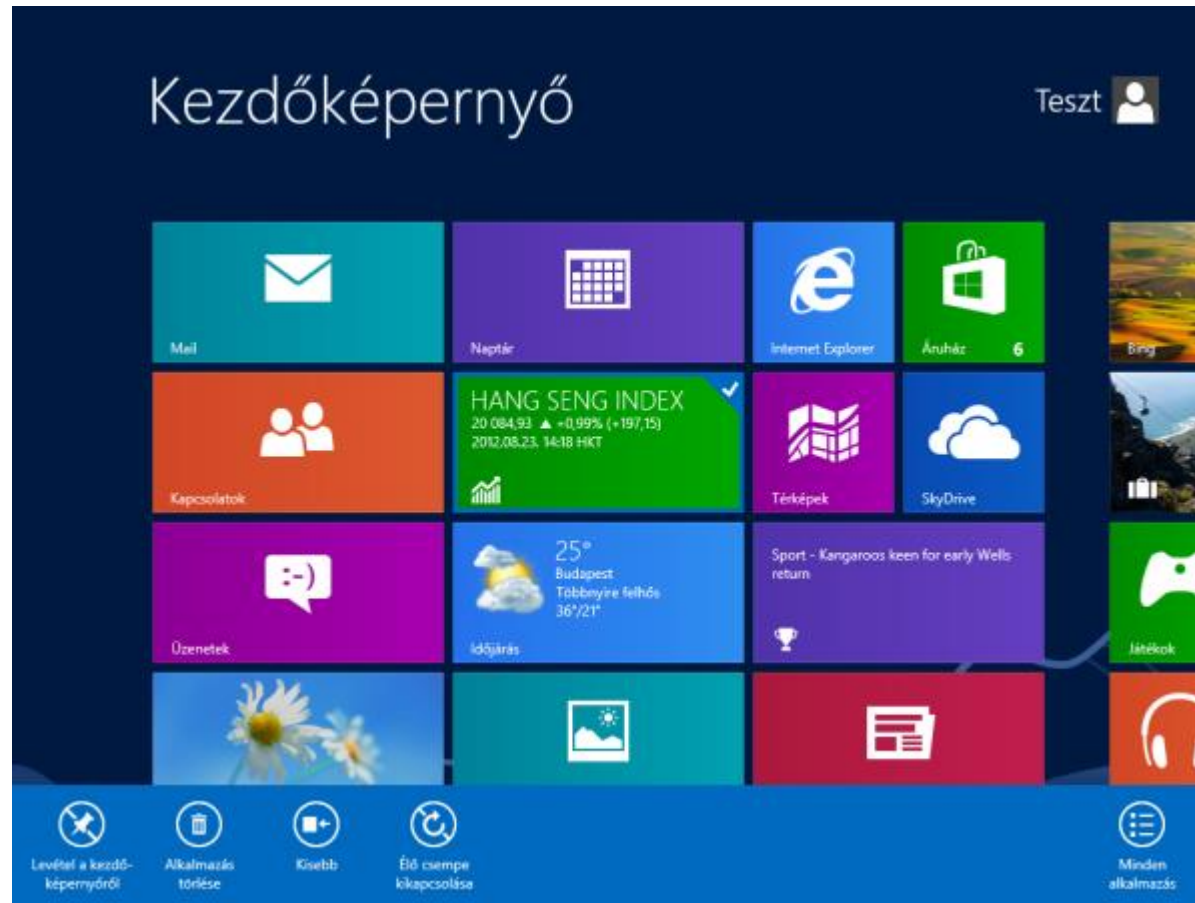 Kezdőképernyő
Teszt
Mail
Naptár
Internet Explorer
Áruház 6
Bing
Kapcsolatok
HANG SENG INDEX
20 084,93 ▲ +0,99% (+197,15)
2012.08.23. 14:18 HKT
Térképek
SkyDrive
Üzenetek
:-)
25°
Budapest
Többnyire felhős
36°/21°
Időjárás
Sport - Kangaroos keen for early Wells
return
Játékok
Levétel a kezdő-
képernyőről
Alkalmazás
törlése
Kisebb
Élő csempe
kikapcsolása
Minden
alkalmazás